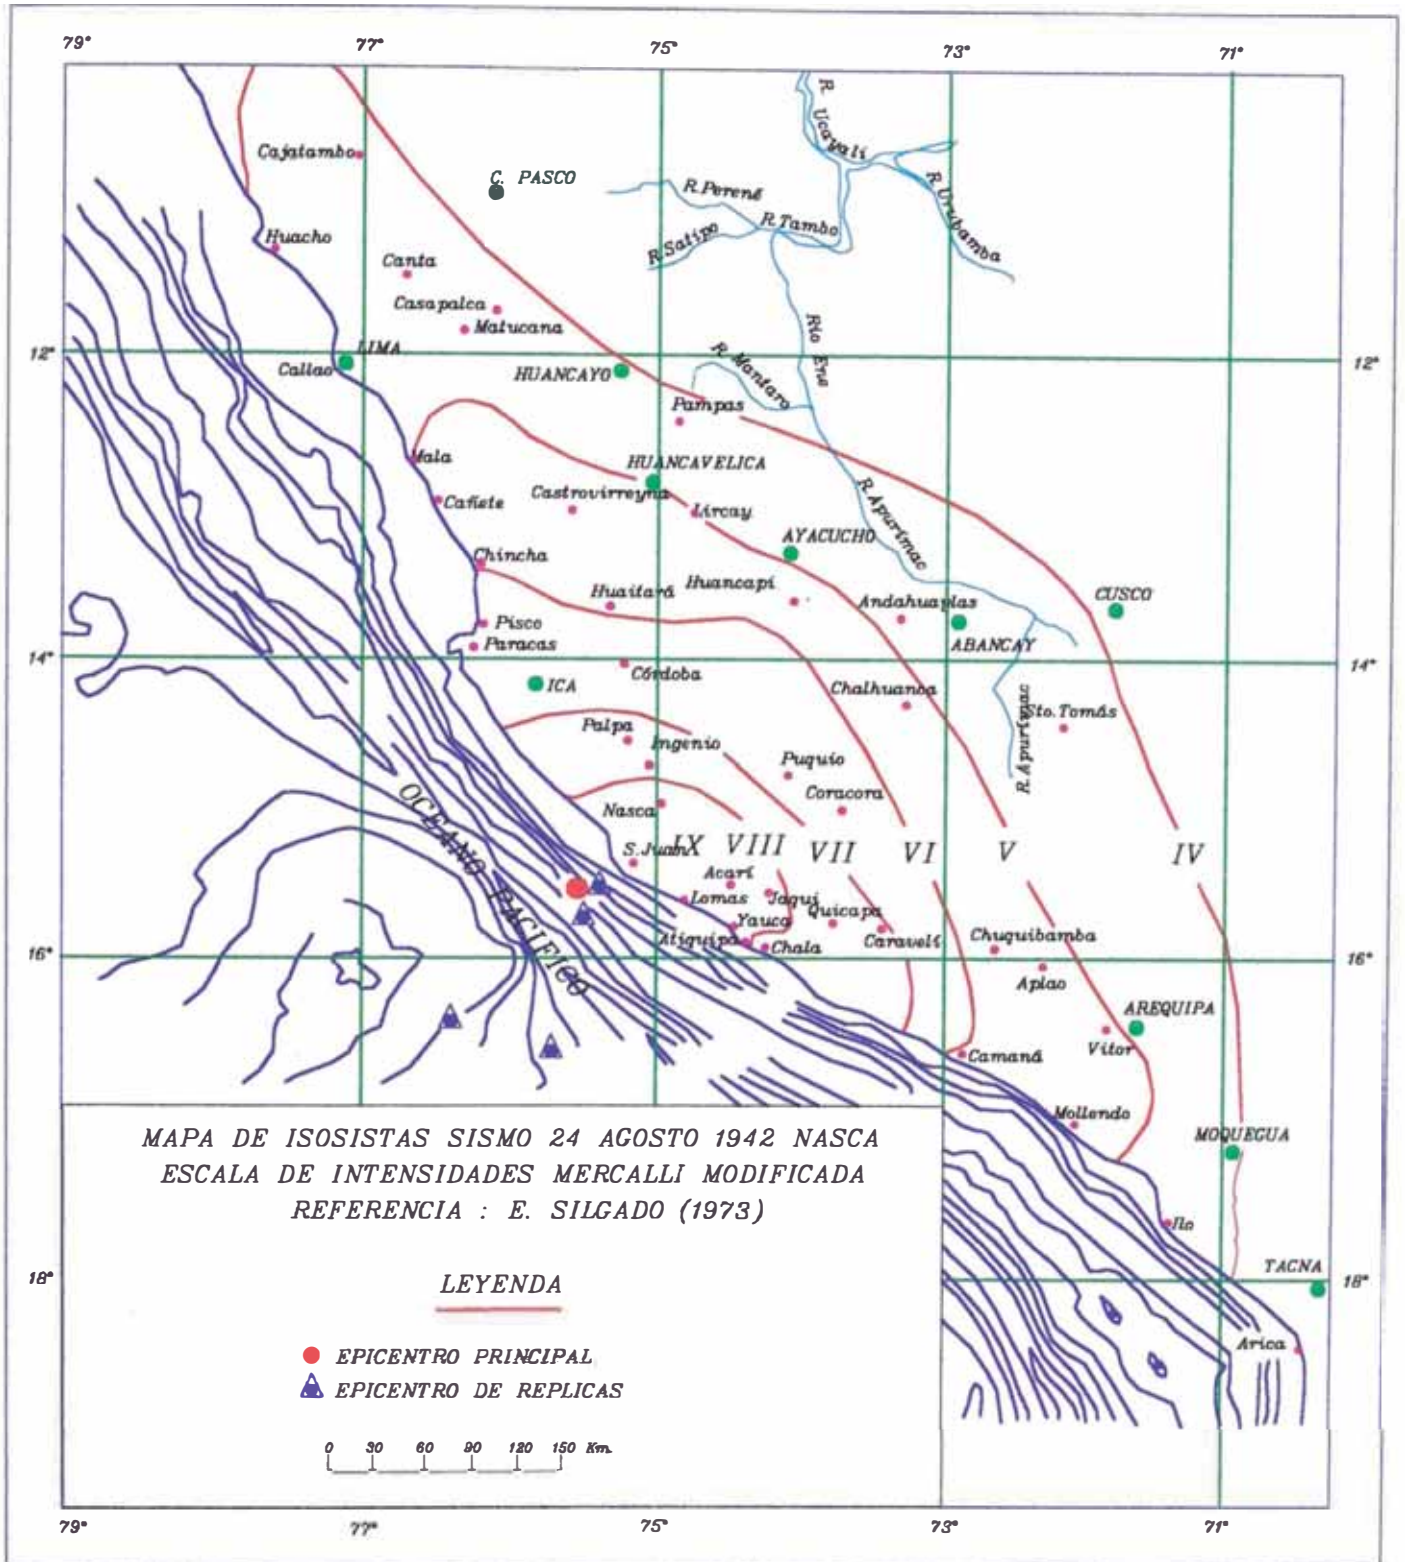 79° 77° 75° 73° 71°
R. Ucayali
Cajatambo
C. PASCO
R. Perené
R. Urubamba
R. Tambo
R. Satipo
Huacho
Canta
Casapalca
Matucana
Río Ene
LIMA
12° 12°
Callao
HUANCAYO
R. Mantaro
Pampas
Mala
HUANCAVELICA
Castrovirreyna
Cañete
Lircay
R. Apurímac
AYACUCHO
Chincha
Huancapi
Huaitará
Andahuaylas
CUSCO
Pisco
Paracas
ABANCAY
14° 14°
Córdoba
ICA
Chalhuanca
R. Apurímac
Sto. Tomás
Palpa
Ingenio
Puquio
Coracora
Nasca
OCEANO PACIFICO
S. Juan
IX VIII VII VI V IV
Acarí
Lomas
Jaqui
Quicapa
Yauca
Atiquipa
Chala
Caravelí
Chuquibamba
16° 16°
Aplao
AREQUIPA
Vitor
Camaná
Mollendo
MOQUEGUA
MAPA DE ISOSISTAS SISMO 24 AGOSTO 1942 NASCA
ESCALA DE INTENSIDADES MERCALLI MODIFICADA
REFERENCIA : E. SILGADO (1973)
Ilo
TACNA
18° 18°
LEYENDA
Arica
EPICENTRO PRINCIPAL
EPICENTRO DE REPLICAS
0 30 60 90 120 150 Km.
79° 77° 75° 73° 71°